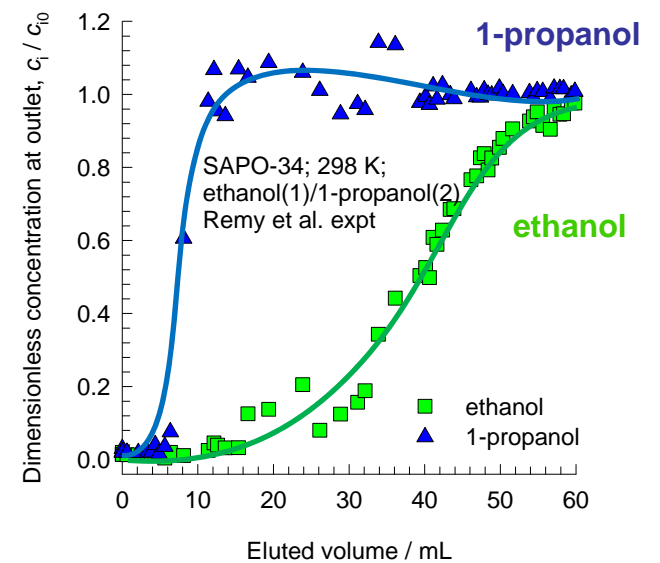 1.2
1.0
0.8
0.6
0.4
0.2
0.0
Dimensionless concentration at outlet, ci / ci0
1-propanol
SAPO-34; 298 K;
ethanol(1)/1-propanol(2)
Remy et al. expt
ethanol
ethanol
1-propanol
0 10 20 30 40 50 60
Eluted volume / mL